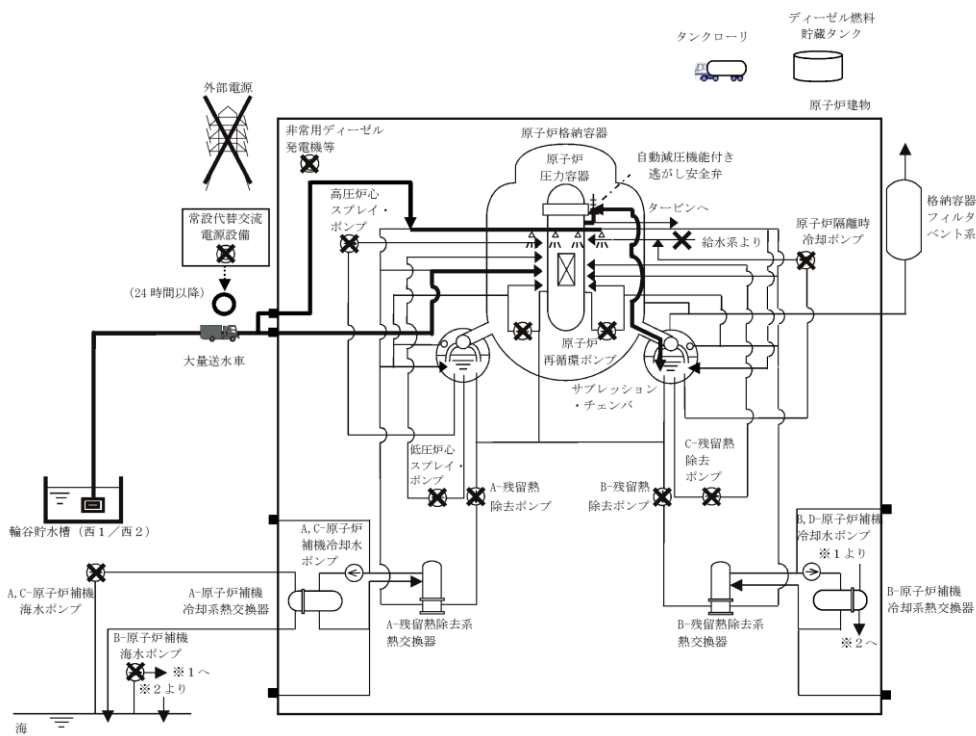 ディーゼル燃料
貯蔵タンク
タンクローリ
外部電源
原子炉建物
非常用ディーゼル
発電機等
原子炉格納容器
原子炉
圧力容器
自動減圧機能付き
逃がし安全弁
高圧炉心
スプレイ・
ポンプ
タービンへ
格納容器
フィルタ
ベント系
常設代替交流
電源設備
給水系より
原子炉隔離時
冷却ポンプ
(24時間以降)
大量送水車
原子炉
再循環ポンプ
サプレッション
・チェンバ
低圧炉心
スプレイ・
ポンプ
A-残留熱
除去ポンプ
B-残留熱
除去ポンプ
C-残留熱
除去
ポンプ
輪谷貯水槽（西1／西2）
A,C-原子炉
補機冷却水
ポンプ
B,D-原子炉補機
冷却水ポンプ
※1より
A,C-原子炉補機
海水ポンプ
A-原子炉補機
冷却系熱交換器
A-残留熱除去系
熱交換器
B-残留熱除去系
熱交換器
B-原子炉補機
冷却系熱交換器
※2へ
B-原子炉補機
海水ポンプ
※1へ
※2より
海